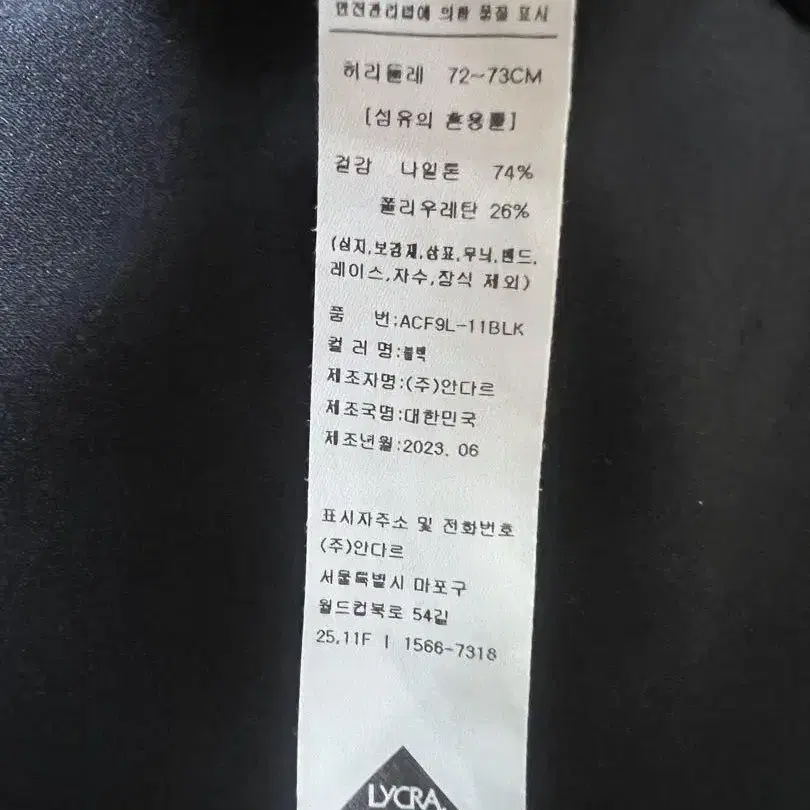 안전관리법에 의한 품질 표시
허리둘레 72~73CM
[섬유의 혼용률]
겉감 나일론 74%
폴리우레탄 26%
(심지,보강재,상표,무늬,밴드,
레이스,자수,장식 제외)
품 번:ACF9L-11BLK
컬 러 명:블랙
제조자명:(주)안다르
제조국명:대한민국
제조년월:2023. 06
표시자주소 및 전화번호
(주)안다르
서울특별시 마포구
월드컵북로 54길
25,11F | 1566-7318
LYCRA